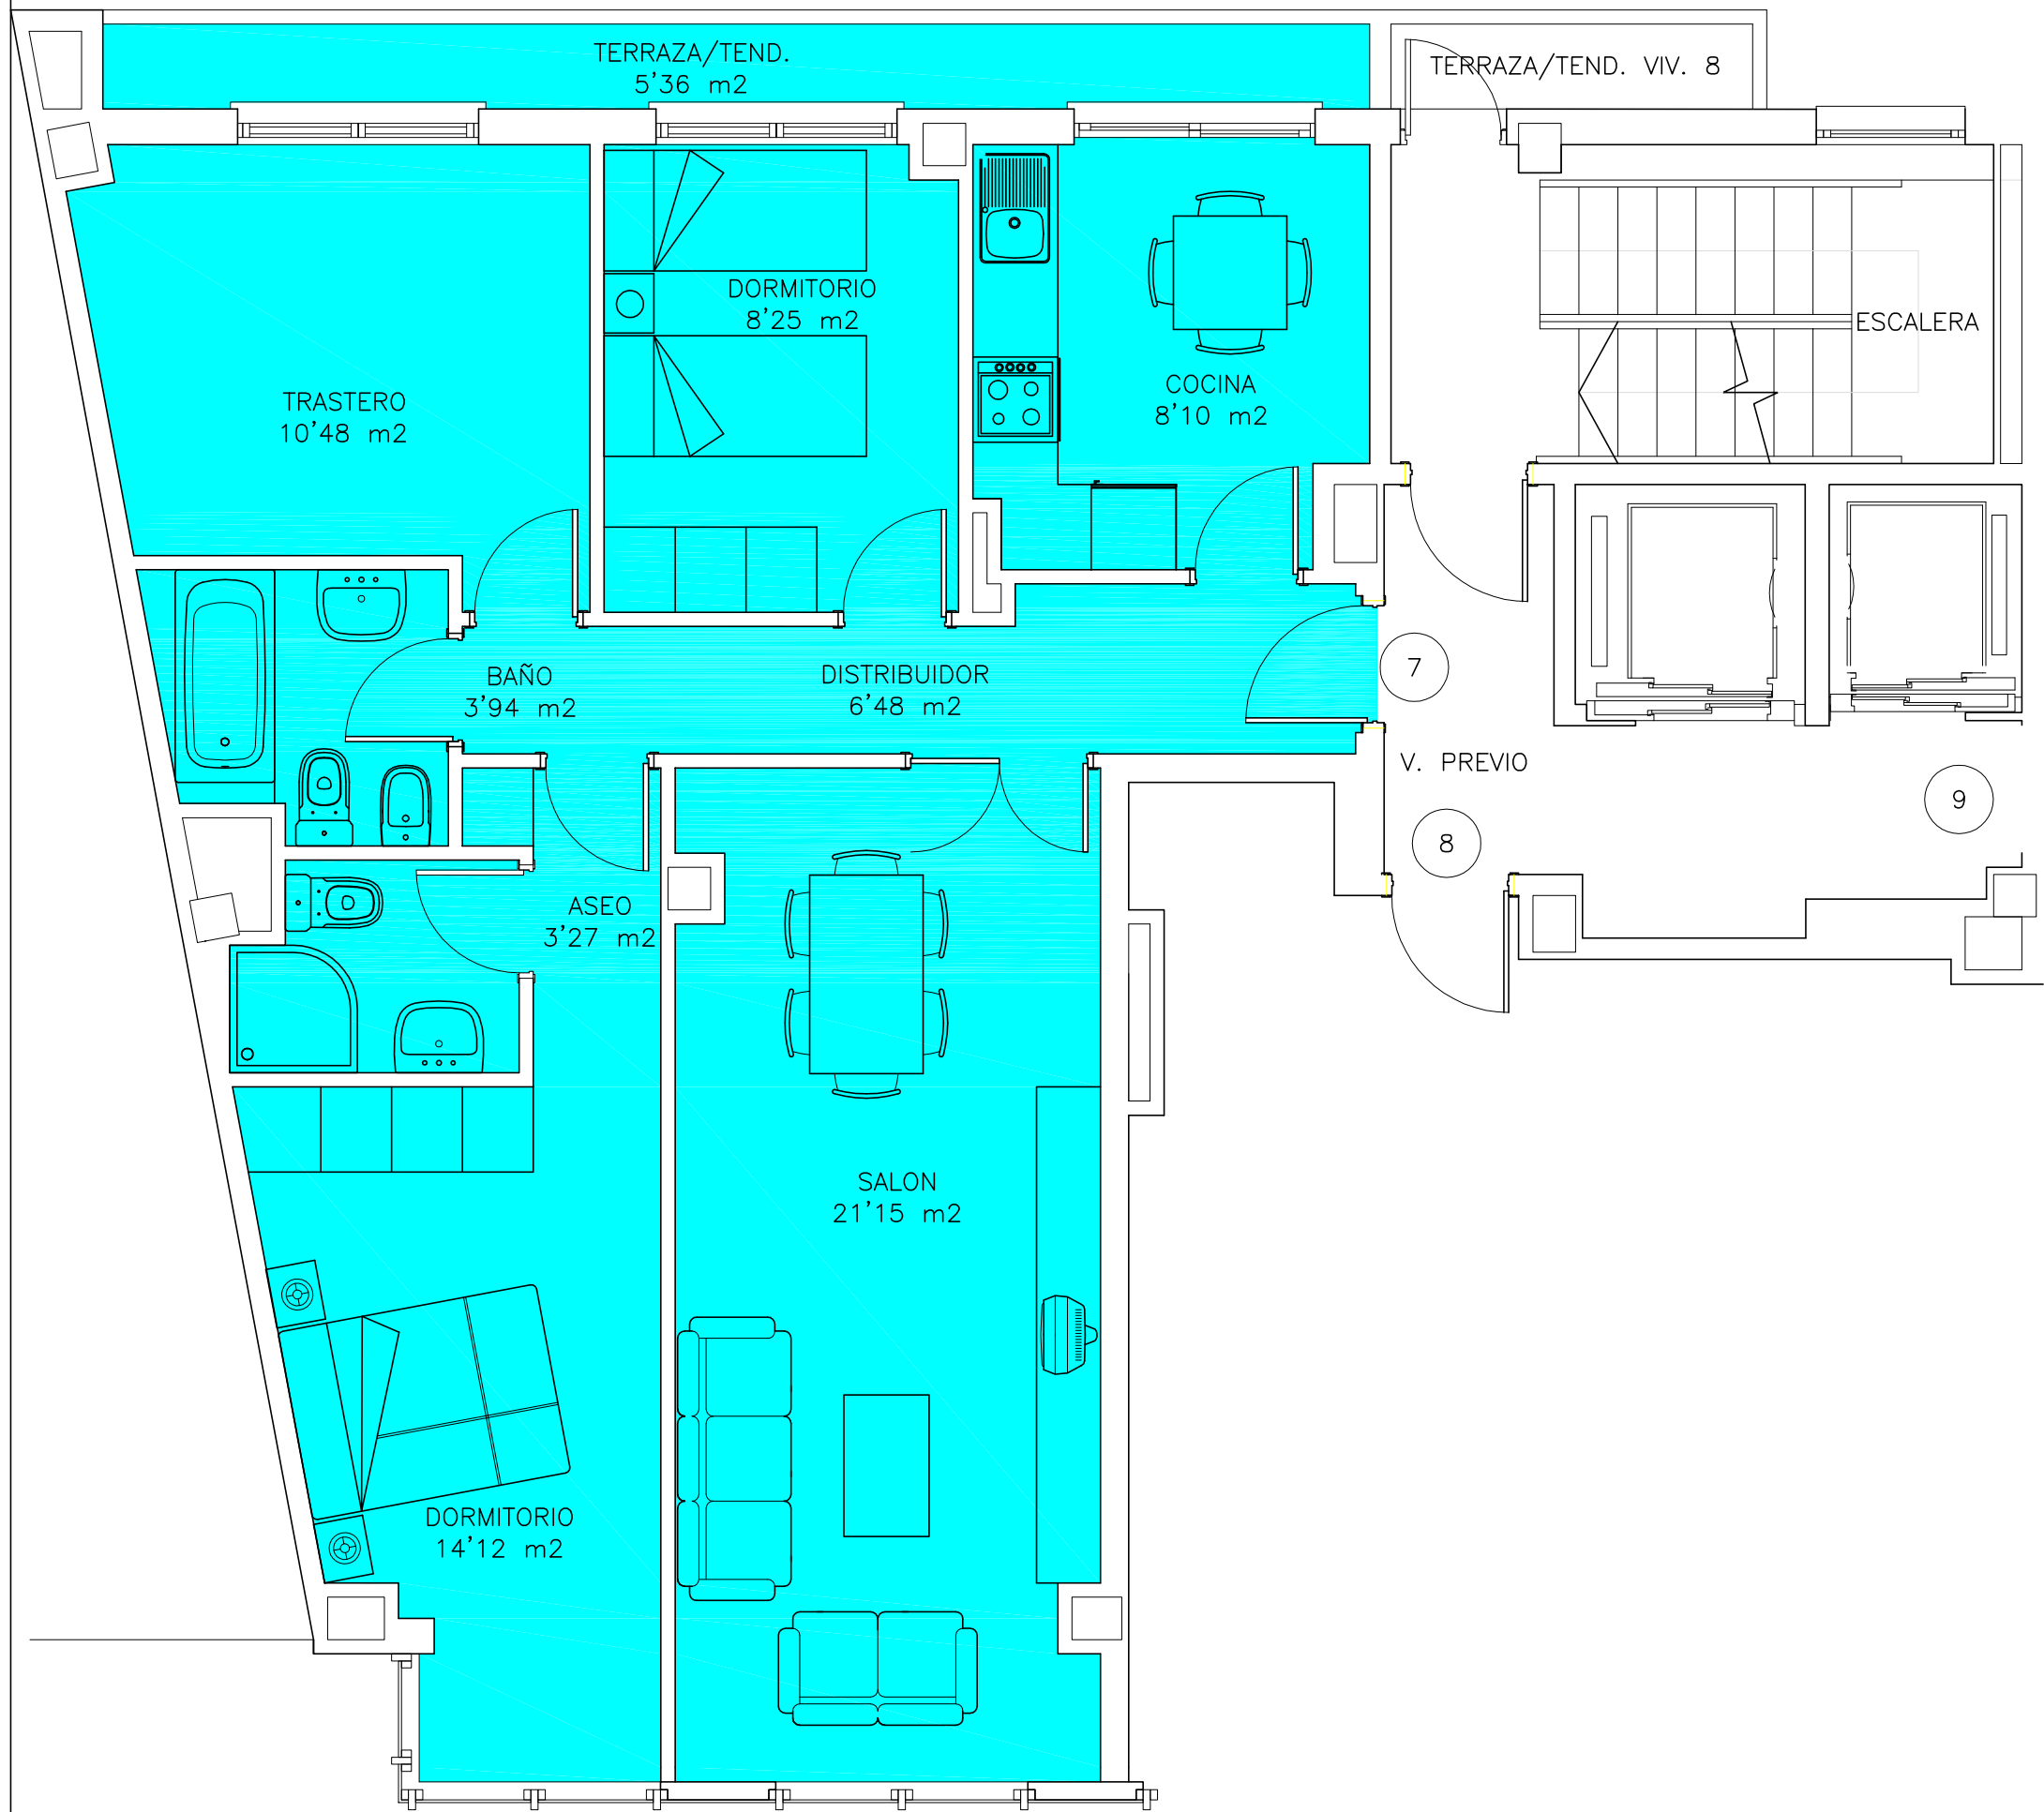 TERRAZA/TEND.
5'36 m2
TERRAZA/TEND. VIV. 8
DORMITORIO
8'25 m2
ESCALERA
COCINA
8'10 m2
TRASTERO
10'48 m2
BAÑO
3'94 m2
DISTRIBUIDOR
6'48 m2
7
V. PREVIO
9
8
ASEO
3'27 m2
SALON
21'15 m2
DORMITORIO
14'12 m2